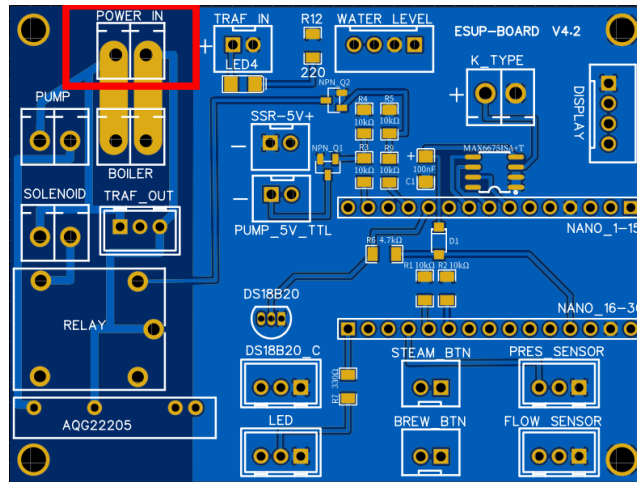 POWER_IN
TRAF_IN
R12
WATER_LEVEL
ESUP-BOARD V4.2
+
LED4
220
K_TYPE
+
DISPLAY
PUMP
NPN_Q2
R4
R5
10kΩ
10kΩ
SSR-5V+
NPN_Q1
R3
R9
+
MAX6675ISA+T
BOILER
−
10kΩ
10kΩ
100nF
C1
SOLENOID
TRAF_OUT
−
PUMP_5V_TTL
NANO_1-15
R6 4.7kΩ
D1
R1 10kΩ
R2 10kΩ
DS18B20
RELAY
NANO_16-30
DS18B20_C
STEAM_BTN
PRES_SENSOR
330Ω
R7
AQG22205
LED
BREW_BTN
FLOW_SENSOR